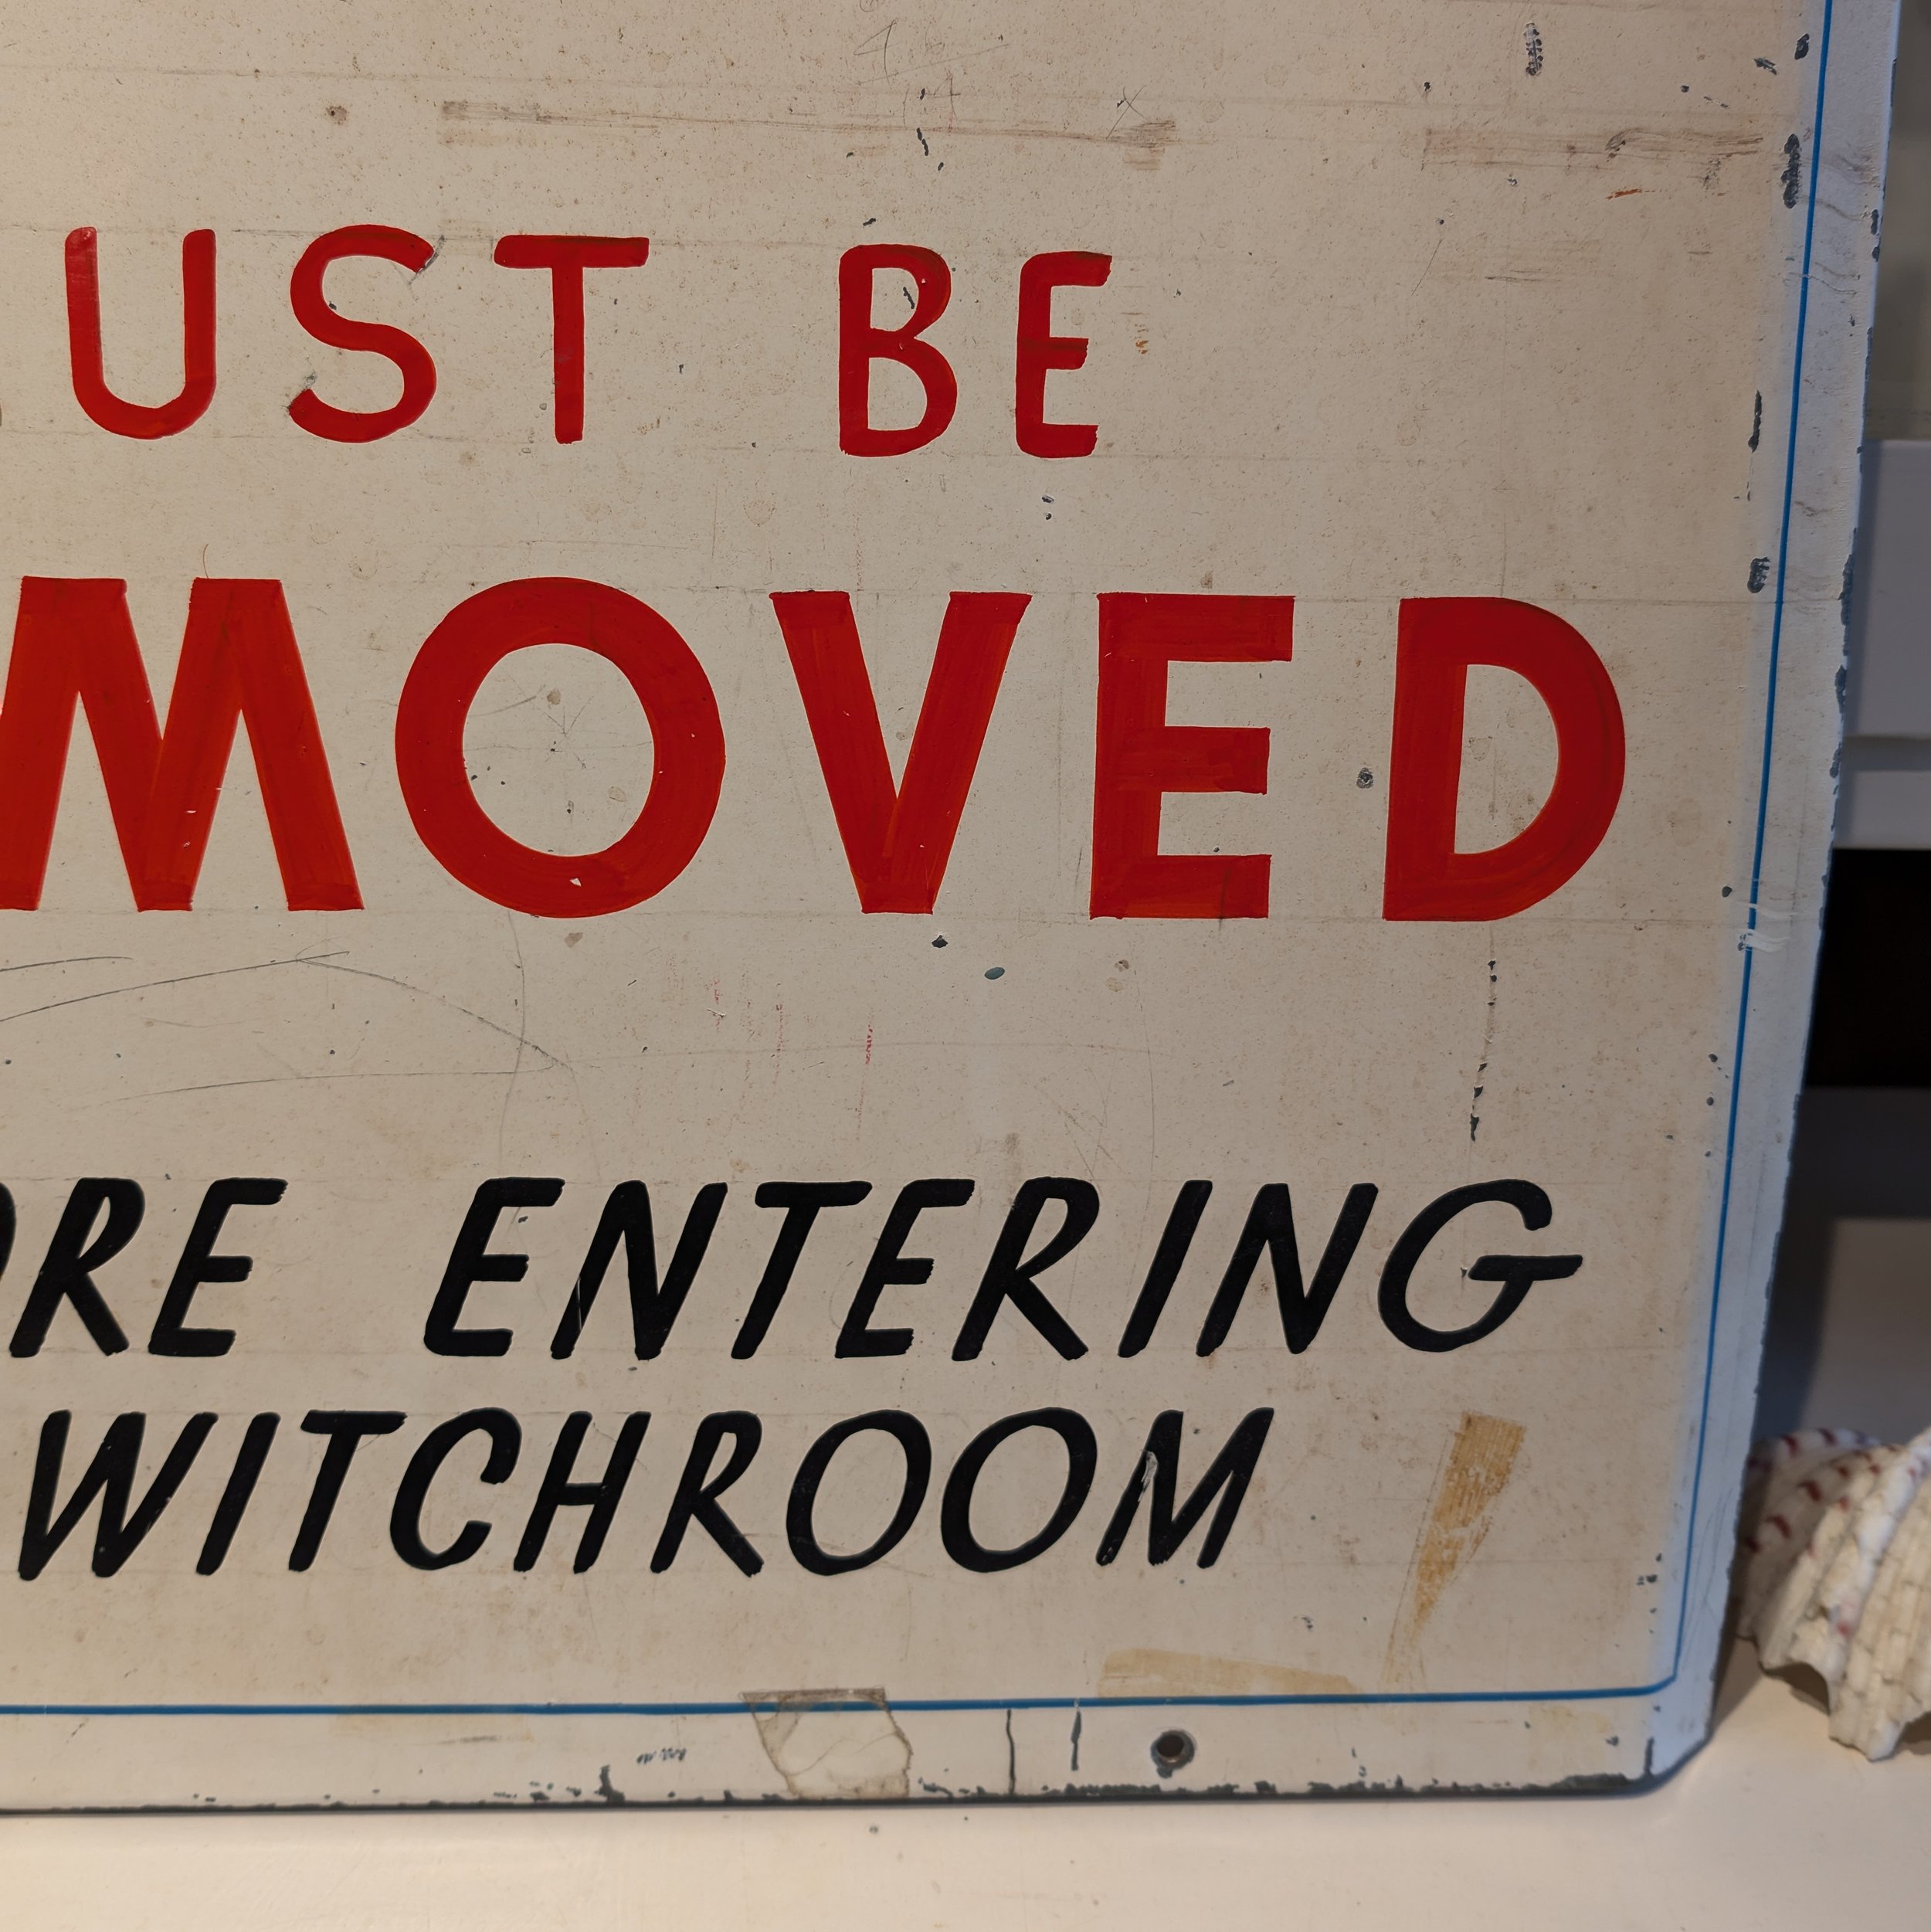 UST BE
MOVED
ORE ENTERING
WITCHROOM